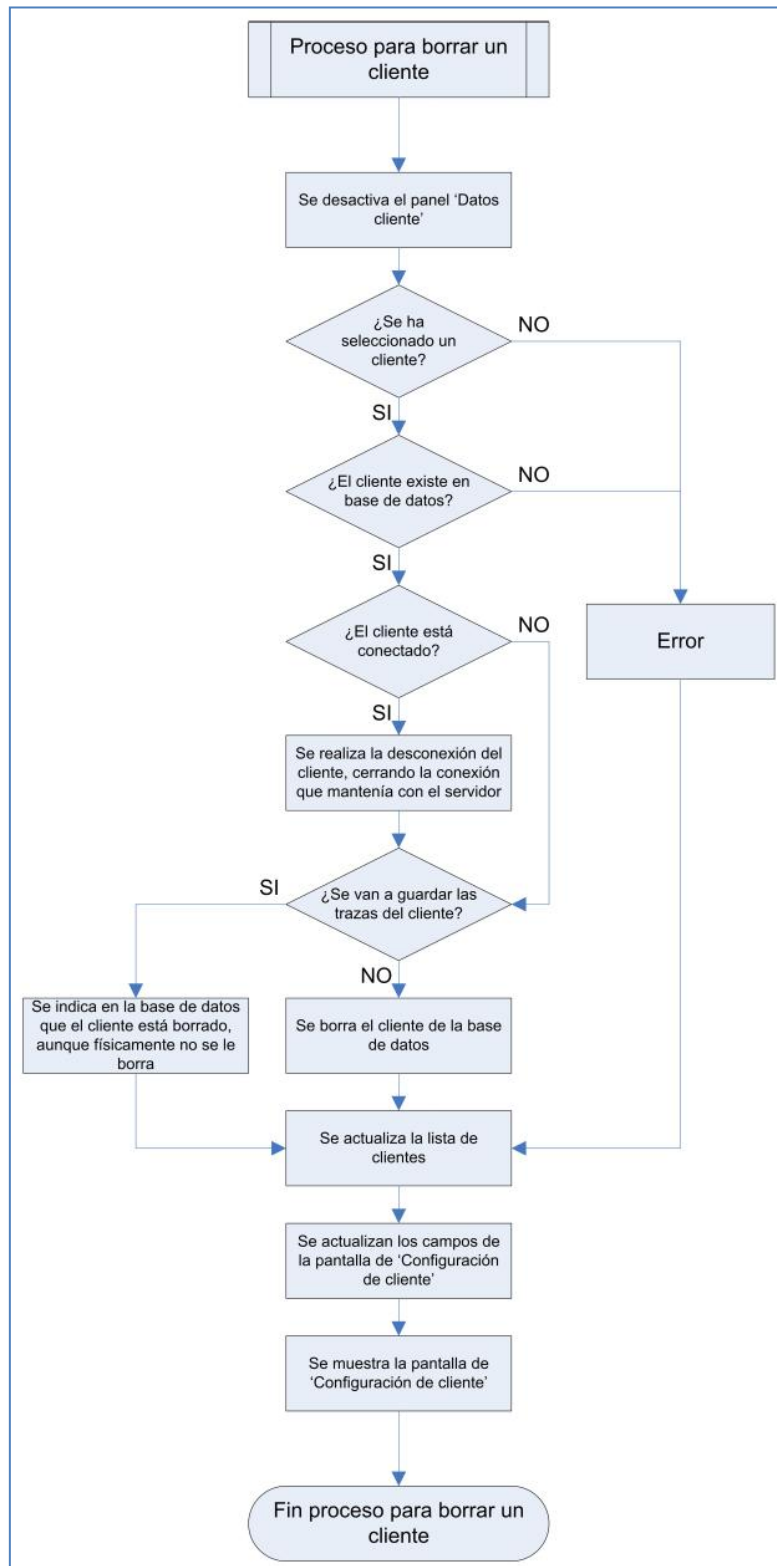 Proceso para borrar un
cliente
Se desactiva el panel ‘Datos
cliente’
¿Se ha
seleccionado un
cliente?
NO
SI
¿El cliente existe en
base de datos?
NO
SI
¿El cliente está
conectado?
NO
Error
SI
Se realiza la desconexión del
cliente, cerrando la conexión
que mantenía con el servidor
¿Se van a guardar las
trazas del cliente?
SI
NO
Se indica en la base de datos
que el cliente está borrado,
aunque físicamente no se le
borra
Se borra el cliente de la base
de datos
Se actualiza la lista de
clientes
Se actualizan los campos de
la pantalla de ‘Configuración
de cliente’
Se muestra la pantalla de
‘Configuración de cliente’
Fin proceso para borrar un
cliente